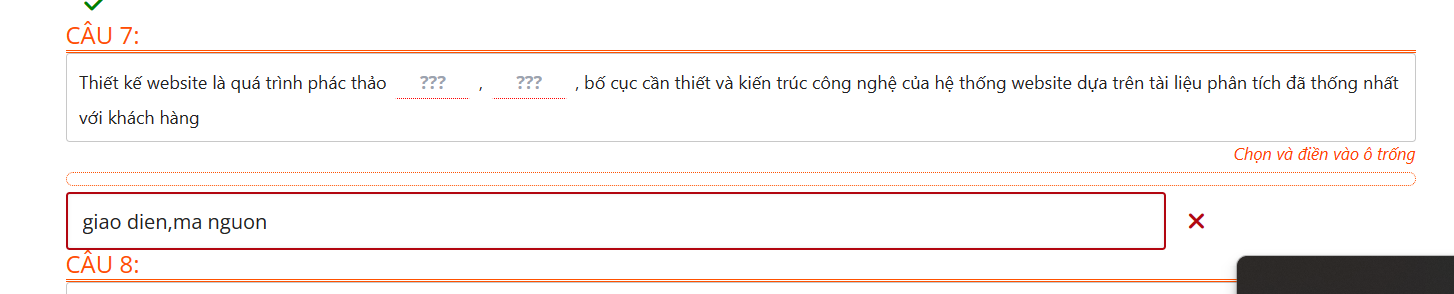 CÂU 7:
Thiết kế website là quá trình phác thảo ??? , ??? , bố cục cần thiết và kiến trúc công nghệ của hệ thống website dựa trên tài liệu phân tích đã thống nhất
với khách hàng
Chọn và điền vào ô trống
giao dien,ma nguon
CÂU 8: